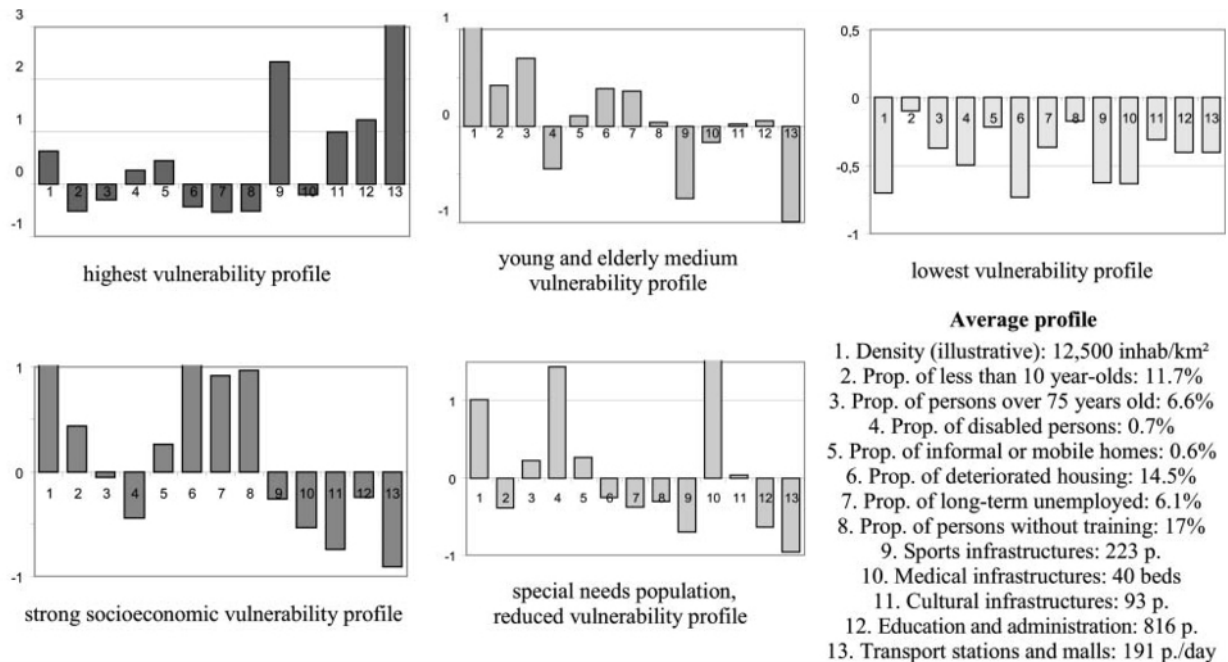 3
2
1
0
-1
1 2 3 4 5 6 7 8 9 10 11 12 13
highest vulnerability profile
1
0
-1
1 2 3 4 5 6 7 8 9 10 11 12 13
young and elderly medium
vulnerability profile
0,5
0
-0,5
-1
1 2 3 4 5 6 7 8 9 10 11 12 13
lowest vulnerability profile
1
0
-1
1 2 3 4 5 6 7 8 9 10 11 12 13
strong socioeconomic vulnerability profile
1
0
-1
1 2 3 4 5 6 7 8 9 10 11 12 13
special needs population,
reduced vulnerability profile
Average profile
1. Density (illustrative): 12,500 inhab/km²
2. Prop. of less than 10 year-olds: 11.7%
3. Prop. of persons over 75 years old: 6.6%
4. Prop. of disabled persons: 0.7%
5. Prop. of informal or mobile homes: 0.6%
6. Prop. of deteriorated housing: 14.5%
7. Prop. of long-term unemployed: 6.1%
8. Prop. of persons without training: 17%
9. Sports infrastructures: 223 p.
10. Medical infrastructures: 40 beds
11. Cultural infrastructures: 93 p.
12. Education and administration: 816 p.
13. Transport stations and malls: 191 p./day